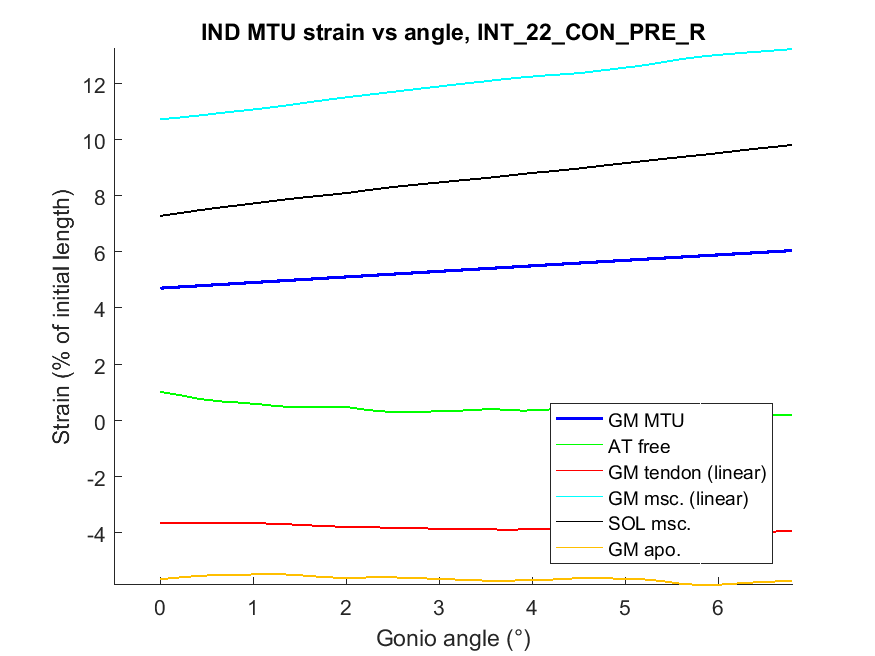 IND MTU strain vs angle, INT_22_CON_PRE_R
Strain (% of initial length)
12
10
8
6
4
2
0
-2
-4
GM MTU
AT free
GM tendon (linear)
GM msc. (linear)
SOL msc.
GM apo.
0 1 2 3 4 5 6
Gonio angle (°)